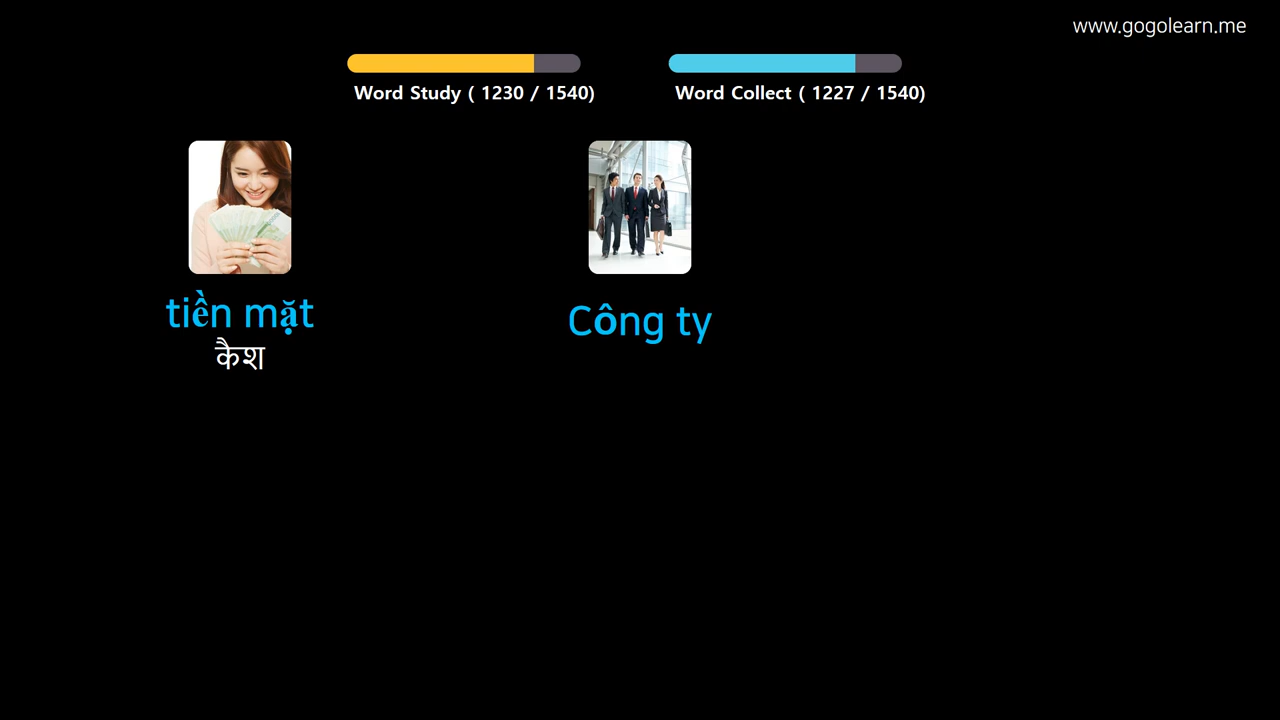 www.gogolearn.me
Word Study ( 1230 / 1540)
Word Collect ( 1227 / 1540)
tiền mặt
कैश
Công ty